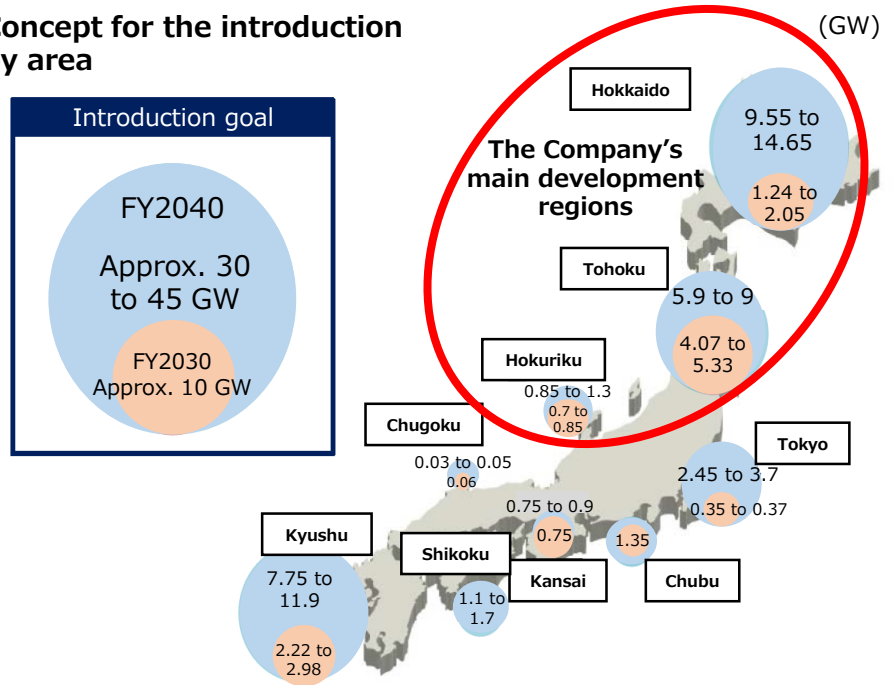 oncept for the introduction
y area
(GW)
Introduction goal
FY2040
Approx. 30
to 45 GW
FY2030
Approx. 10 GW
Hokkaido
9.55 to
14.65
1.24 to
2.05
The Company's
main development
regions
Tohoku
5.9 to 9
4.07 to
5.33
Hokuriku
0.85 to 1.3
0.7 to
0.85
Chugoku
0.03 to 0.05
0.06
Tokyo
2.45 to 3.7
0.35 to 0.37
0.75 to 0.9
0.75
Kansai
1.35
Chubu
Kyushu
7.75 to
11.9
2.22 to
2.98
Shikoku
1.1 to
1.7